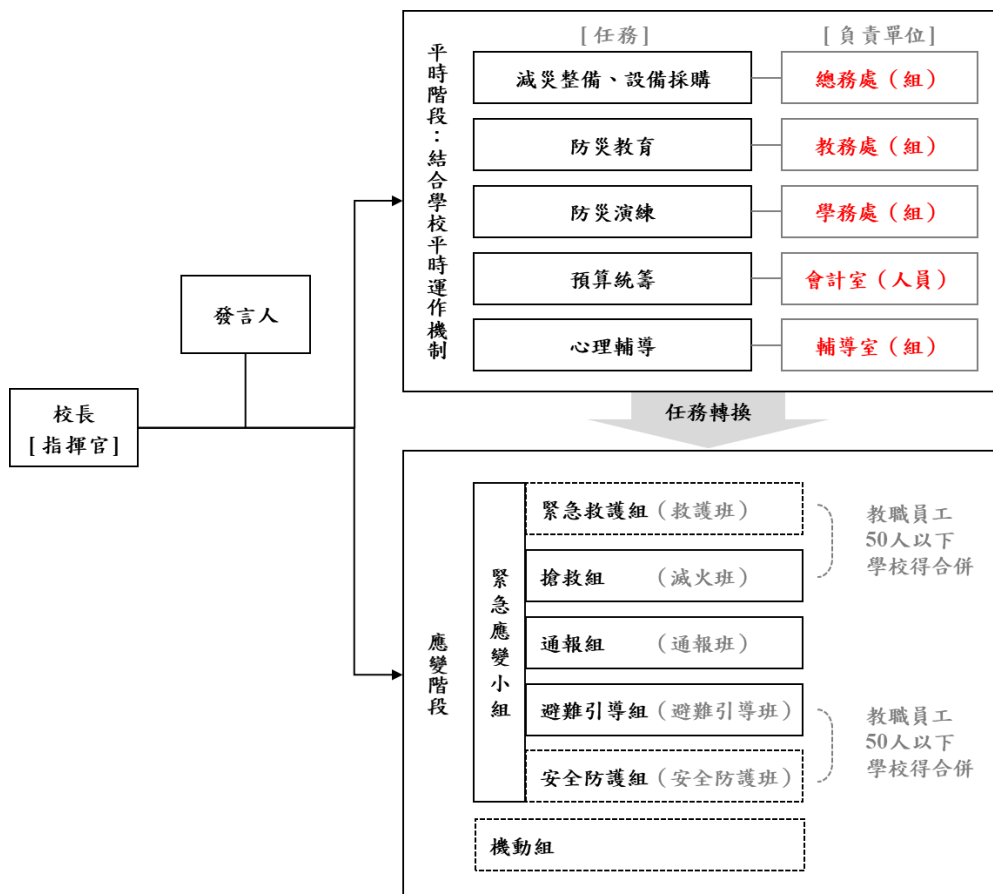 平時階段：結合學校平時運作機制
[任務]
[負責單位]
減災整備、設備採購
總務處（組）
防災教育
教務處（組）
防災演練
學務處（組）
預算統籌
會計室（人員）
心理輔導
輔導室（組）
發言人
校長
[指揮官]
任務轉換
應變階段
緊急應變小組
緊急救護組（救護班）
搶救組（滅火班）
教職員工
50人以下
學校得合併
通報組（通報班）
避難引導組（避難引導班）
安全防護組（安全防護班）
教職員工
50人以下
學校得合併
機動組